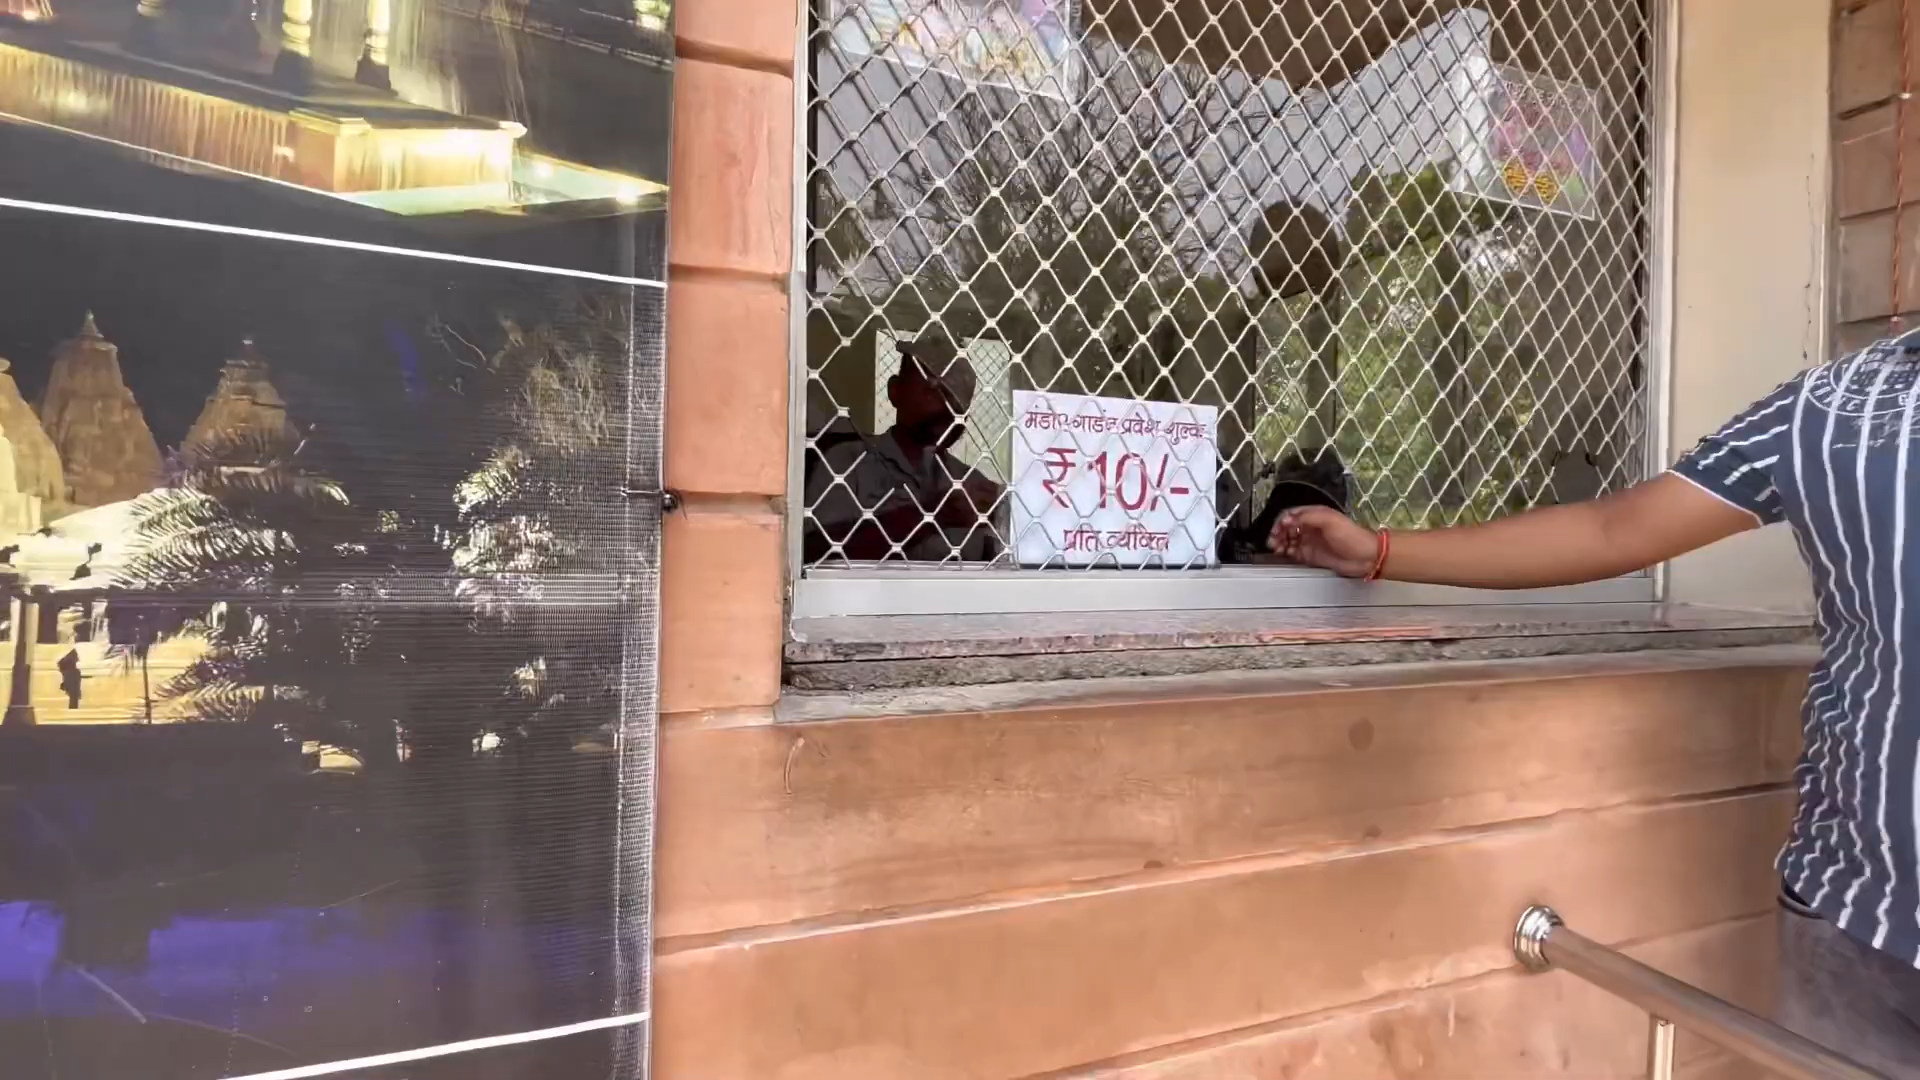 मंडोर गार्डन प्रवेश शुल्क
₹ 10/-
प्रति व्यक्ति